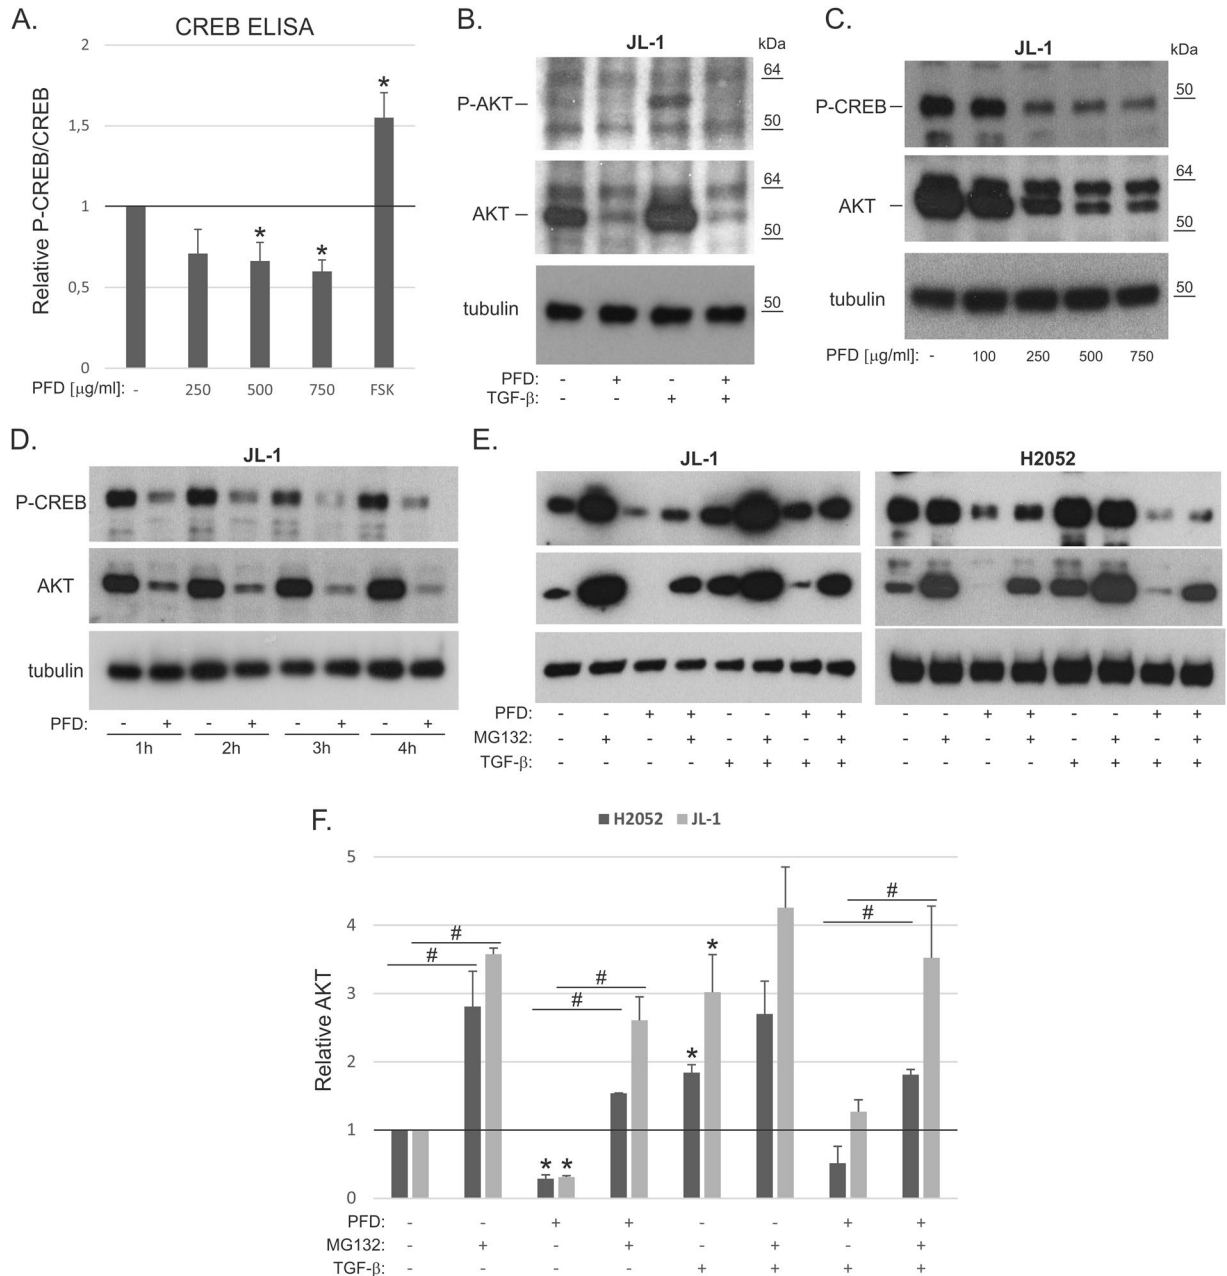 A.
CREB ELISA
Relative P-CREB/CREB
2
1,5
1
0,5
0
* * *
PFD [µg/ml]: - 250 500 750 FSK
B.
JL-1
kDa
P-AKT
64
50
AKT
64
50
tubulin
50
PFD: - + - +
TGF-β: - - + +
C.
JL-1
kDa
P-CREB
50
AKT
64
50
tubulin
50
PFD [µg/ml]: - 100 250 500 750
D.
JL-1
P-CREB
AKT
tubulin
PFD: - + - + - + - +
1h 2h 3h 4h
E.
JL-1
H2052
PFD: - - + + - - + + - - + + - - + +
MG132: - + - + - + - + - + - + - + - +
TGF-β: - - - - + + + + - - - - + + + +
F.
H2052 JL-1
Relative AKT
5
4
3
2
1
0
# # # # # #
* * * *
PFD: - - + + - - + +
MG132: - + - + - + - +
TGF-β: - - - - + + + +